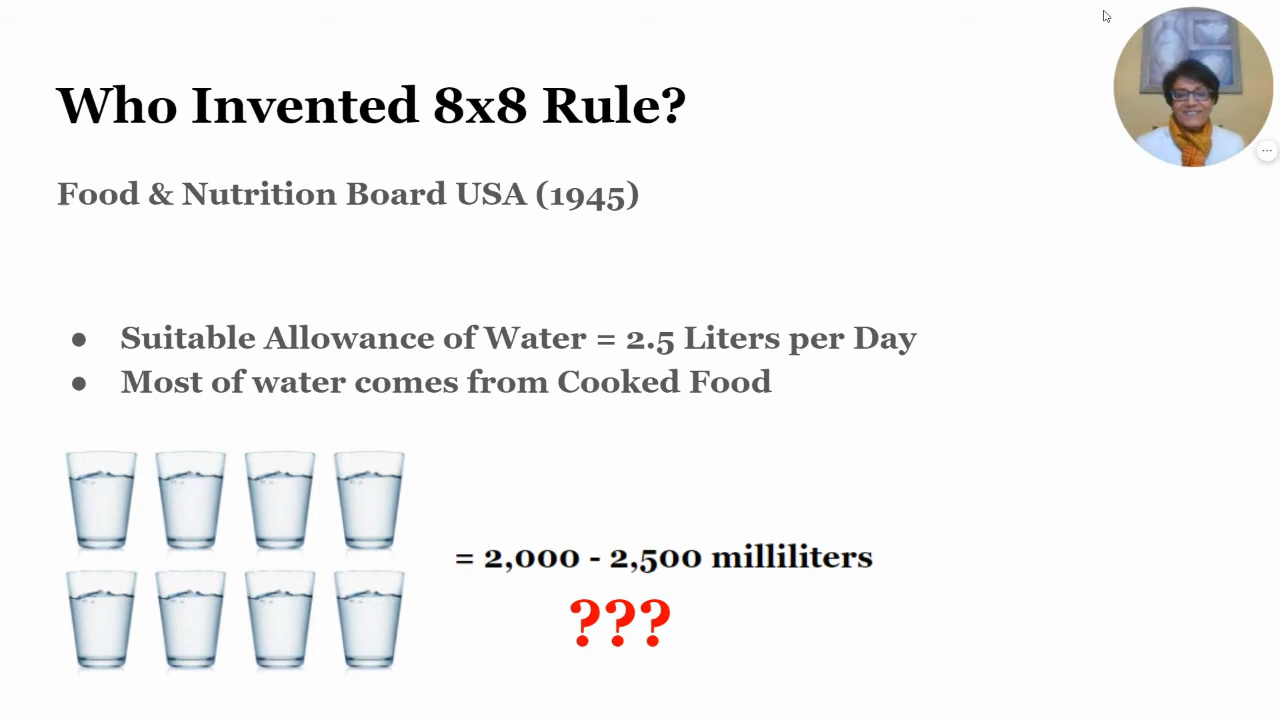 Who Invented 8x8 Rule?
Food & Nutrition Board USA (1945)
● Suitable Allowance of Water = 2.5 Liters per Day
● Most of water comes from Cooked Food
= 2,000 - 2,500 milliliters
???